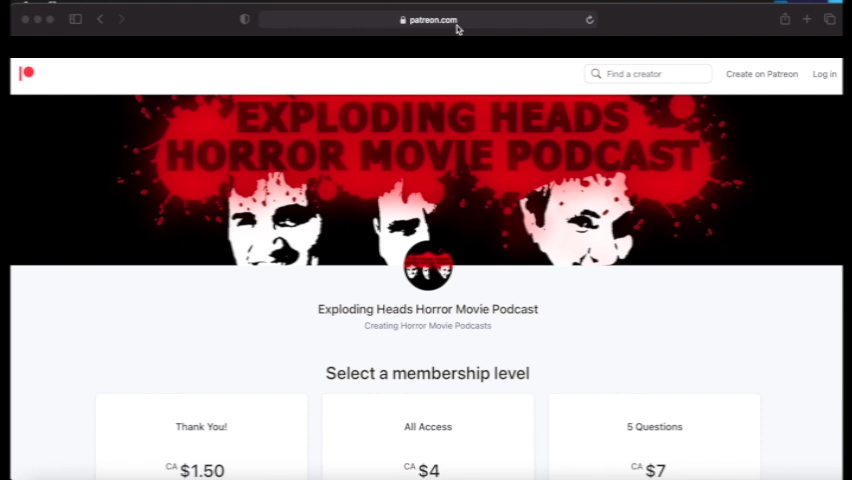 patreon.com
Find a creator
Create on Patreon
Log in
EXPLODING HEADS
HORROR MOVIE PODCAST
Exploding Heads Horror Movie Podcast
Creating Horror Movie Podcasts
Select a membership level
Thank You!
All Access
5 Questions
CA $1.50
CA $4
CA $7